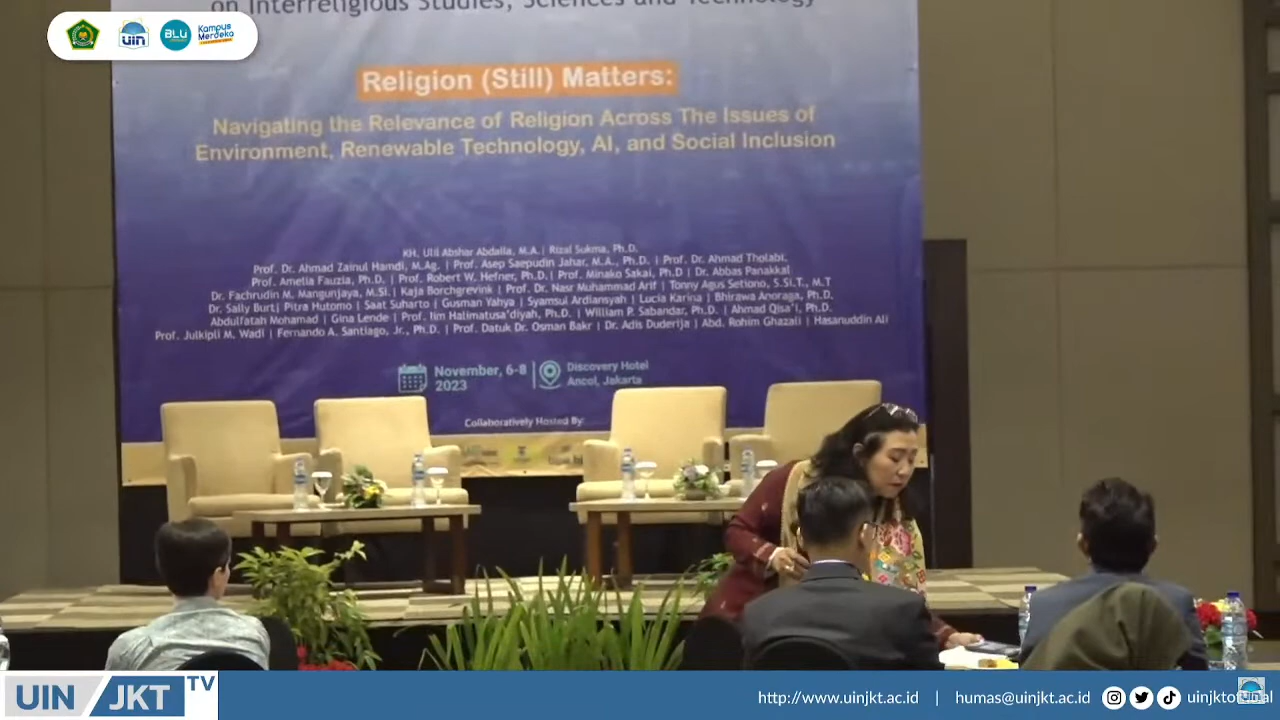 on Interreligious Studies, Sciences and Technology
uin
BLU
Kampus
Merdeka
Religion (Still) Matters:
Navigating the Relevance of Religion Across The Issues of
Environment, Renewable Technology, AI, and Social Inclusion
KH. Ulil Abshar Abdalla, M.A. | Rizal Sukma, Ph.D.
Prof. Dr. Ahmad Zainul Hamdi, M.Ag. | Prof. Asep Saepudin Jahar, M.A., Ph.D. | Prof. Dr. Ahmad Tholabi,
Prof. Amelia Fauzia, Ph.D. | Prof. Robert W. Hefner, Ph.D. | Prof. Minako Sakai, Ph.D | Dr. Abbas Panakkal
Dr. Fachrudin M. Mangunjaya, M.Si. | Kaja Borchgrevink | Prof. Dr. Nasr Muhammad Arif | Tonny Agus Setiono, S.Si.T., M.T
Dr. Sally Burt | Pitra Hutomo | Saat Suharto | Gusman Yahya | Syamsul Ardiansyah | Lucia Karina | Bhirawa Anoraga, Ph.D.
Abdulfatah Mohamad | Gina Lende | Prof. Iim Halimatusa'diyah, Ph.D. | William P. Sabandar, Ph.D. | Ahmad Qisa'i, Ph.D.
Prof. Julkipli M. Wadi | Fernando A. Santiago, Jr., Ph.D. | Prof. Datuk Dr. Osman Bakr | Dr. Adis Duderija | Abd. Rohim Ghazali | Hasanuddin Ali
November, 6-8
2023
Discovery Hotel
Ancol, Jakarta
Collaboratively Hosted By:
UIN JKT TV
http://www.uinjkt.ac.id | humas@uinjkt.ac.id